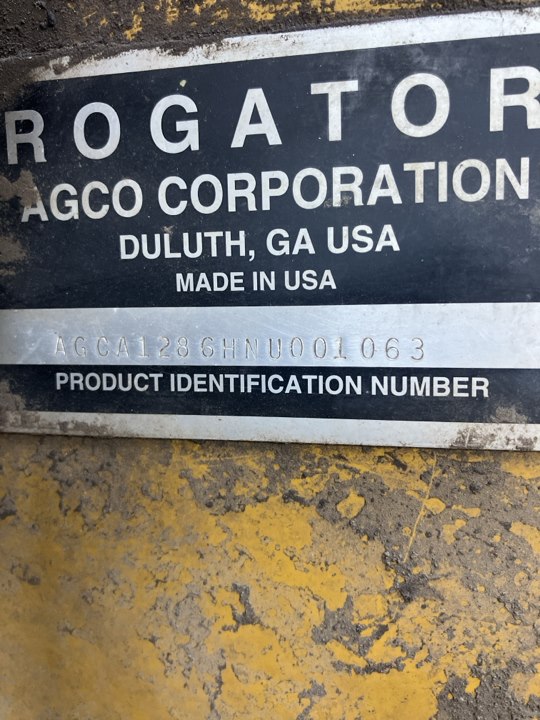 ROGATOR
AGCO CORPORATION
DULUTH, GA USA
MADE IN USA
AGCA1286HNU001063
PRODUCT IDENTIFICATION NUMBER